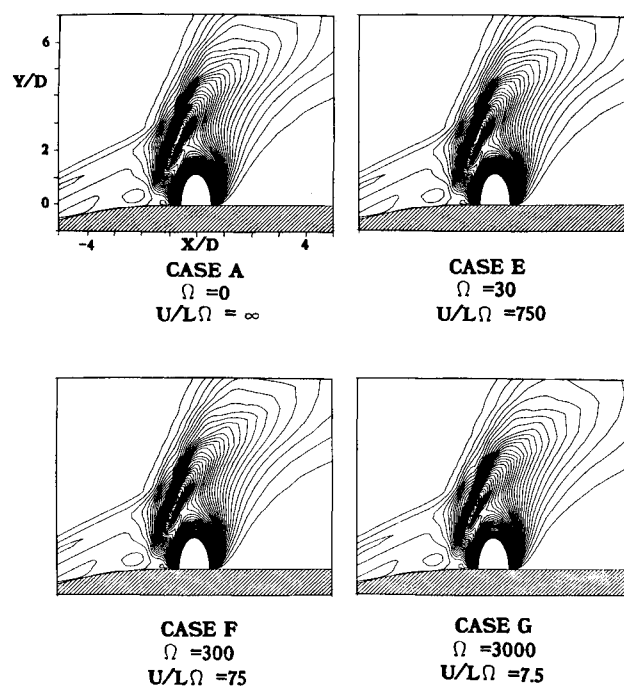 6
Y/D
4
2
0
-4
X/D
4
CASE A
Ω =0
U/LΩ = ∞
CASE E
Ω =30
U/LΩ =750
CASE F
Ω =300
U/LΩ =75
CASE G
Ω =3000
U/LΩ =7.5